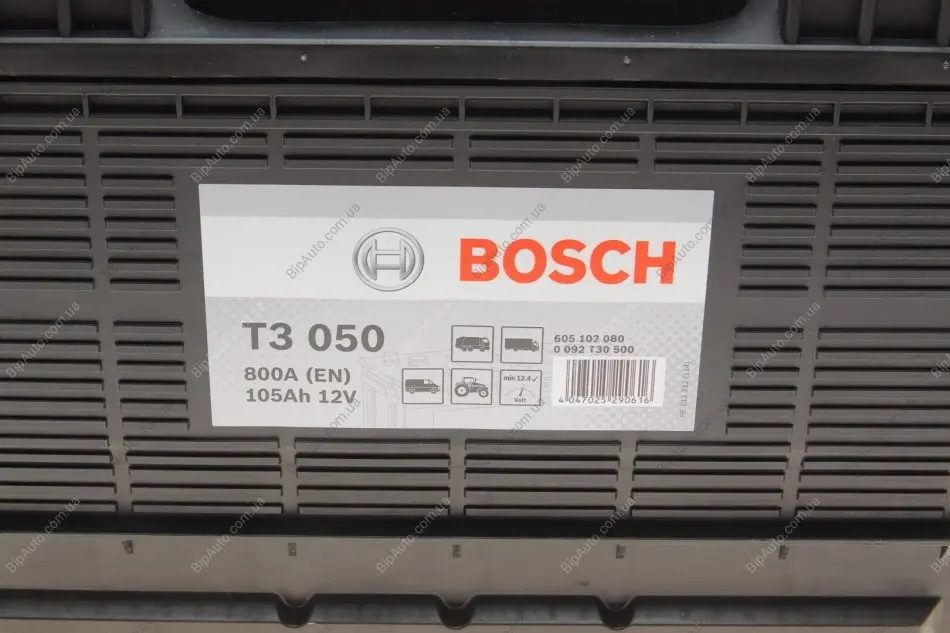 BOSCH
T3 050
800A (EN)
105Ah 12V
605 102 080
0 092 T30 500
min 12.4 ✓
Volt
4 047025 290616
BipAuto.com.ua